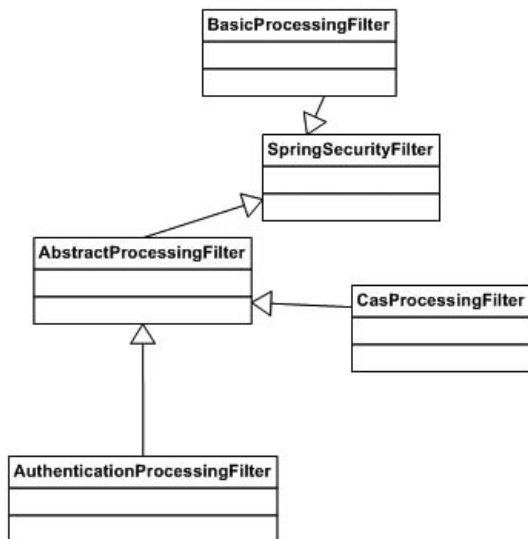 BasicProcessingFilter
SpringSecurityFilter
AbstractProcessingFilter
CasProcessingFilter
AuthenticationProcessingFilter